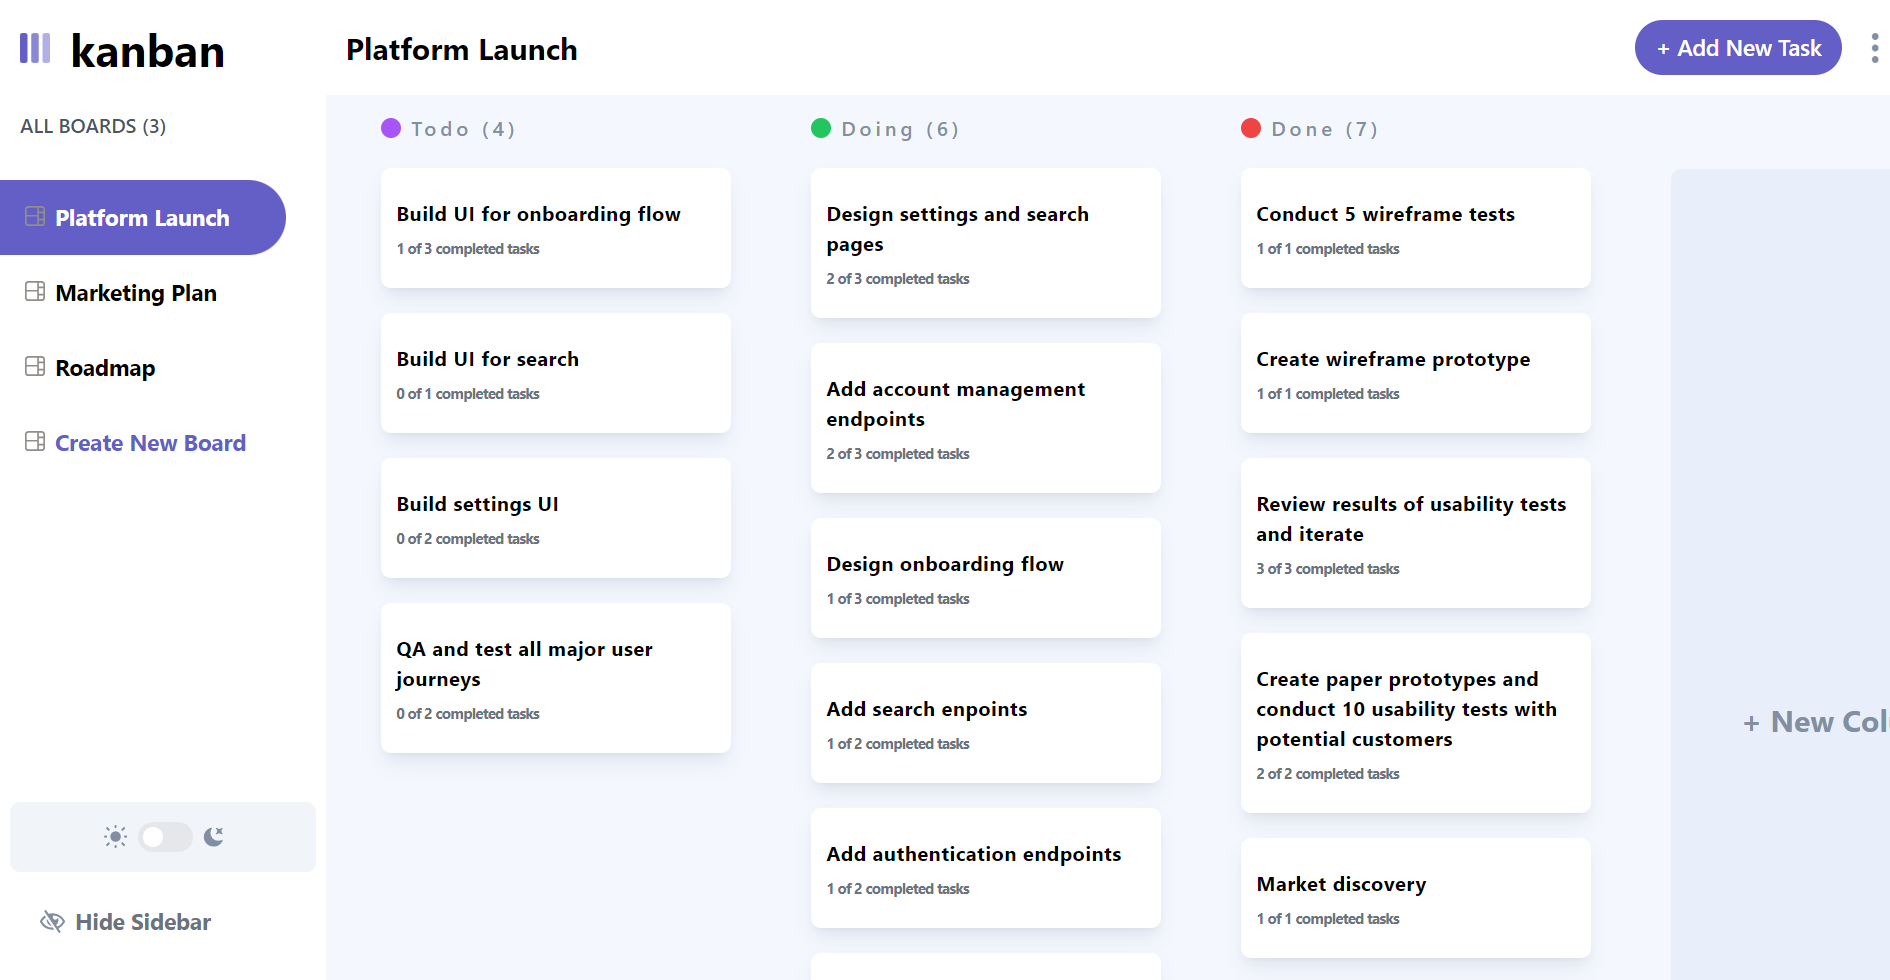 kanban
ALL BOARDS (3)
Platform Launch
Marketing Plan
Roadmap
Create New Board
Hide Sidebar
Platform Launch
+ Add New Task
Todo (4)
Build UI for onboarding flow
1 of 3 completed tasks
Build UI for search
0 of 1 completed tasks
Build settings UI
0 of 2 completed tasks
QA and test all major user
journeys
0 of 2 completed tasks
Doing (6)
Design settings and search
pages
2 of 3 completed tasks
Add account management
endpoints
2 of 3 completed tasks
Design onboarding flow
1 of 3 completed tasks
Add search enpoints
1 of 2 completed tasks
Add authentication endpoints
1 of 2 completed tasks
Done (7)
Conduct 5 wireframe tests
1 of 1 completed tasks
Create wireframe prototype
1 of 1 completed tasks
Review results of usability tests
and iterate
3 of 3 completed tasks
Create paper prototypes and
conduct 10 usability tests with
potential customers
2 of 2 completed tasks
Market discovery
1 of 1 completed tasks
+ New